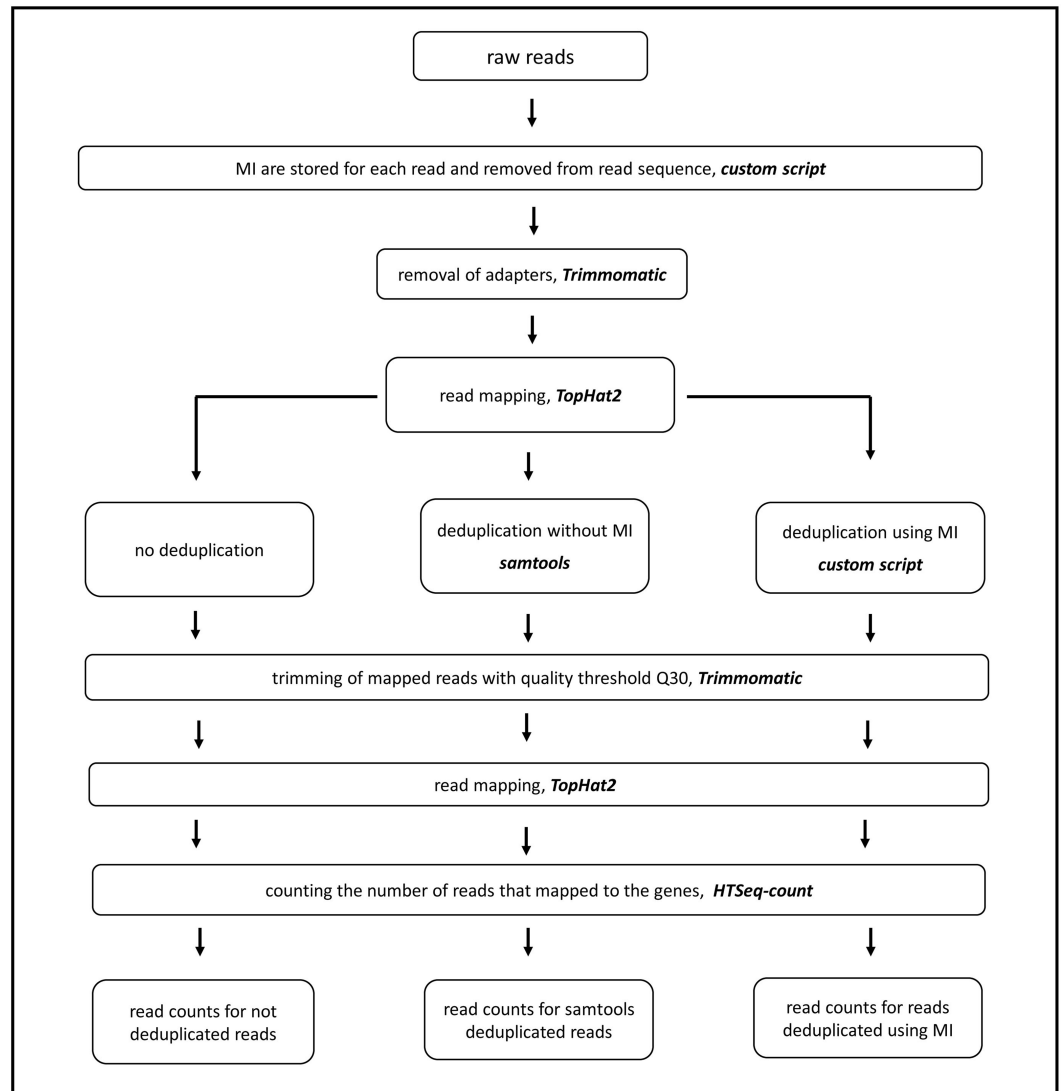 raw reads
MI are stored for each read and removed from read sequence, custom script
removal of adapters, Trimmomatic
read mapping, TopHat2
no deduplication
deduplication without MI
samtools
deduplication using MI
custom script
trimming of mapped reads with quality threshold Q30, Trimmomatic
read mapping, TopHat2
counting the number of reads that mapped to the genes, HTSeq-count
read counts for not
deduplicated reads
read counts for samtools
deduplicated reads
read counts for reads
deduplicated using MI